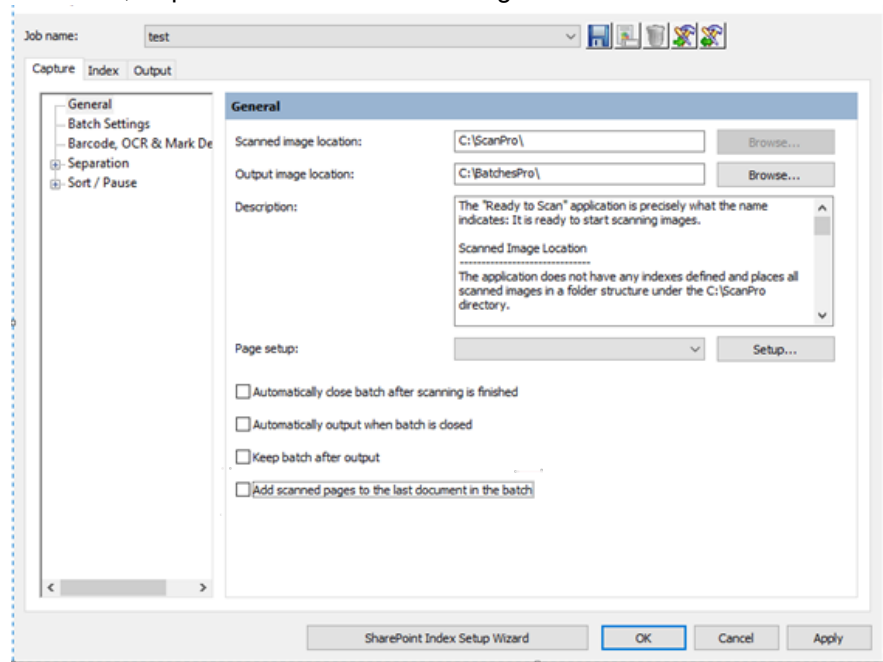 Job name: test
Capture Index Output
General
Batch Settings
Barcode, OCR & Mark De
Separation
Sort / Pause
General
Scanned image location: C:\ScanPro\ Browse...
Output image location: C:\BatchesPro\ Browse...
Description: The "Ready to Scan" application is precisely what the name
indicates: It is ready to start scanning images.
Scanned Image Location
------------------------------
The application does not have any indexes defined and places all
scanned images in a folder structure under the C:\ScanPro
directory.
Page setup: Setup...
Automatically close batch after scanning is finished
Automatically output when batch is closed
Keep batch after output
Add scanned pages to the last document in the batch
SharePoint Index Setup Wizard OK Cancel Apply